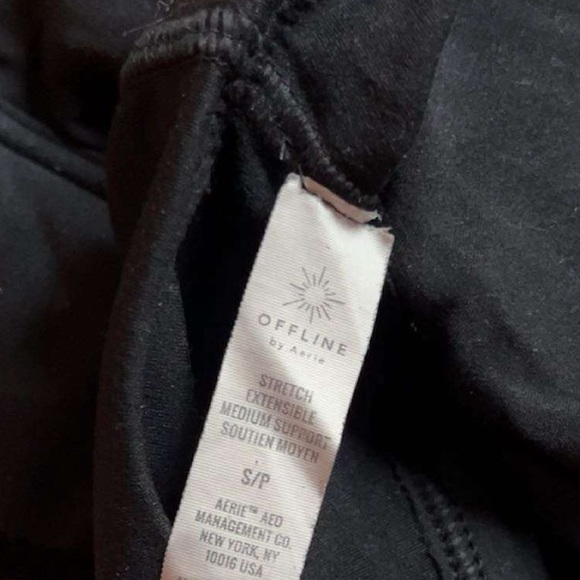 OFFLINE
by Aerie
STRETCH
EXTENSIBLE
MEDIUM SUPPORT
SOUTIEN MOYEN
S/P
AERIE™ AEO
MANAGEMENT CO.
NEW YORK, NY
10016 USA